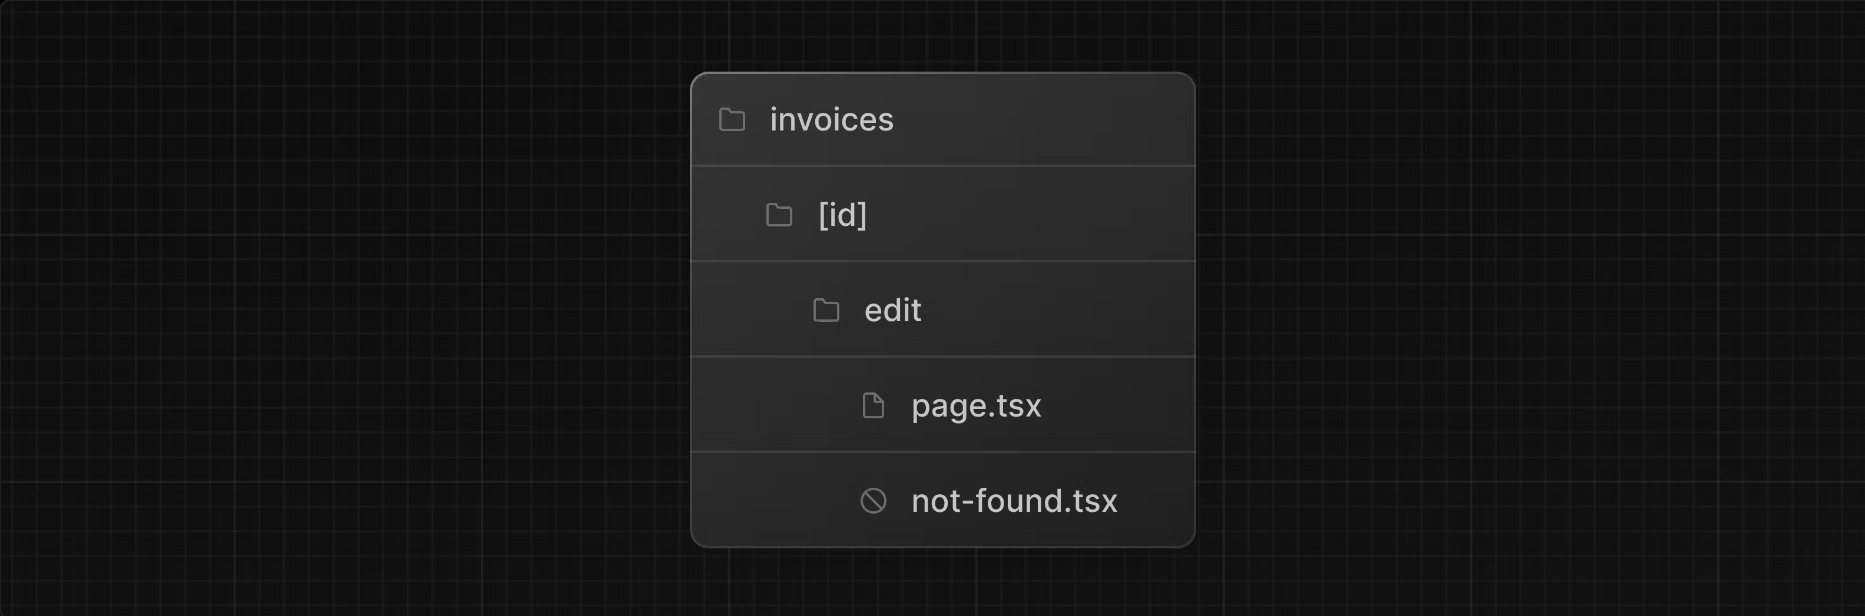 invoices
[id]
edit
page.tsx
not-found.tsx